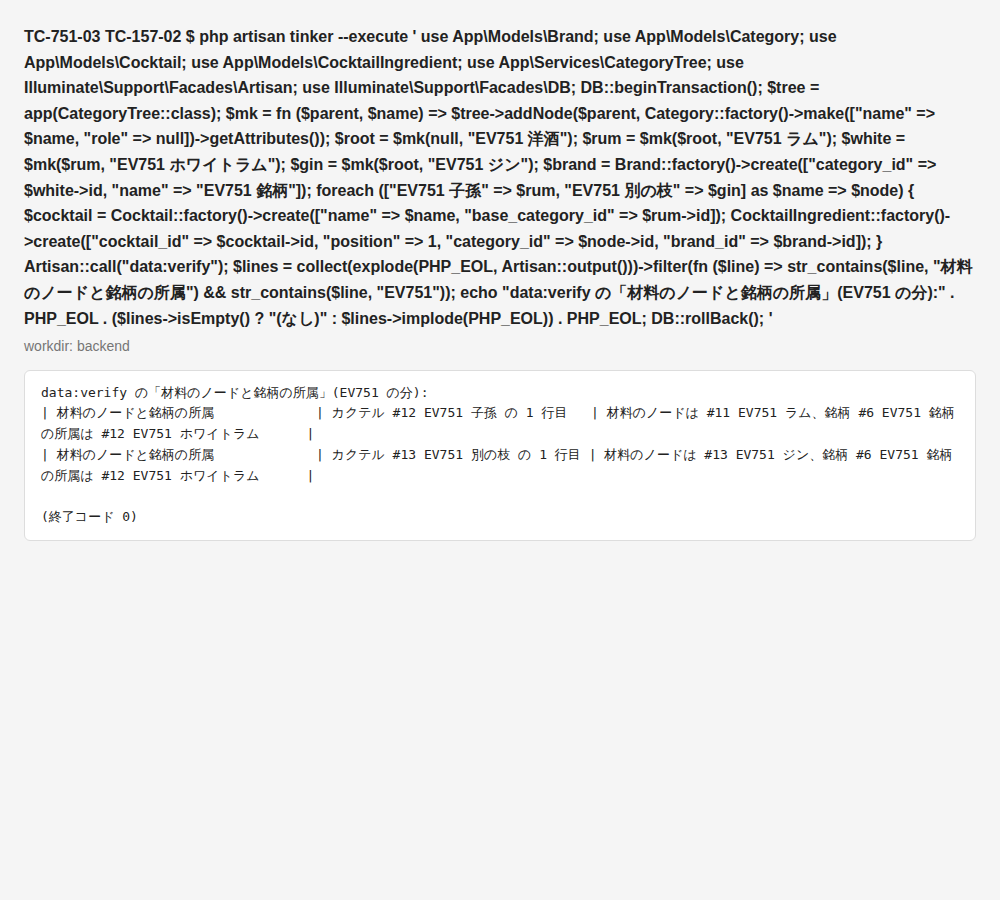 TC-751-03 TC-157-02 $ php artisan tinker --execute ' use App\Models\Brand; use App\Models\Category; use
App\Models\Cocktail; use App\Models\CocktailIngredient; use App\Services\CategoryTree; use
Illuminate\Support\Facades\Artisan; use Illuminate\Support\Facades\DB; DB::beginTransaction(); $tree =
app(CategoryTree::class); $mk = fn ($parent, $name) => $tree->addNode($parent, Category::factory()->make(["name" =>
$name, "role" => null])->getAttributes()); $root = $mk(null, "EV751 洋酒"); $rum = $mk($root, "EV751 ラム"); $white =
$mk($rum, "EV751 ホワイトラム"); $gin = $mk($root, "EV751 ジン"); $brand = Brand::factory()->create(["category_id" =>
$white->id, "name" => "EV751 銘柄"]); foreach (["EV751 子孫" => $rum, "EV751 別の枝" => $gin] as $name => $node) {
$cocktail = Cocktail::factory()->create(["name" => $name, "base_category_id" => $rum->id]); CocktailIngredient::factory()-
>create(["cocktail_id" => $cocktail->id, "position" => 1, "category_id" => $node->id, "brand_id" => $brand->id]); }
Artisan::call("data:verify"); $lines = collect(explode(PHP_EOL, Artisan::output()))->filter(fn ($line) => str_contains($line, "材料
のノードと銘柄の所属") && str_contains($line, "EV751")); echo "data:verify の「材料のノードと銘柄の所属」(EV751 の分):" .
PHP_EOL . ($lines->isEmpty() ? "(なし)" : $lines->implode(PHP_EOL)) . PHP_EOL; DB::rollBack(); '
workdir: backend
data:verify の「材料のノードと銘柄の所属」(EV751 の分):
| 材料のノードと銘柄の所属 | カクテル #12 EV751 子孫 の 1 行目 | 材料のノードは #11 EV751 ラム、銘柄 #6 EV751 銘柄
の所属は #12 EV751 ホワイトラム |
| 材料のノードと銘柄の所属 | カクテル #13 EV751 別の枝 の 1 行目 | 材料のノードは #13 EV751 ジン、銘柄 #6 EV751 銘柄
の所属は #12 EV751 ホワイトラム |
(終了コード 0)